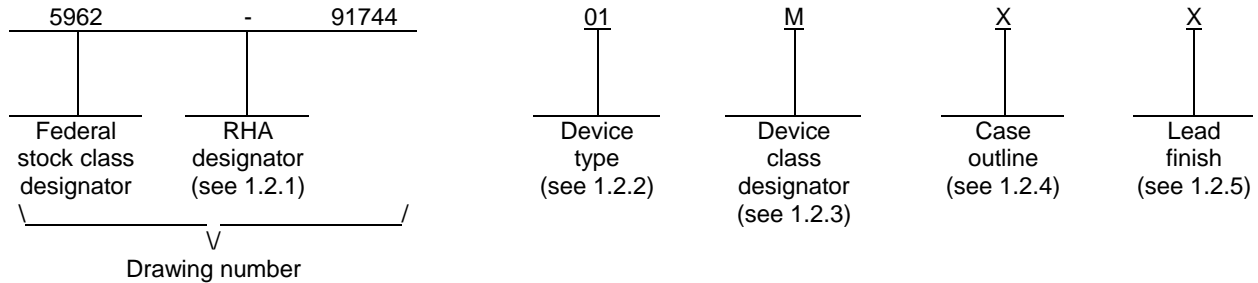 5962 - 91744 01 M X X
Federal stock class designator
RHA designator (see 1.2.1)
Device type (see 1.2.2)
Device class designator (see 1.2.3)
Case outline (see 1.2.4)
Lead finish (see 1.2.5)
Drawing number